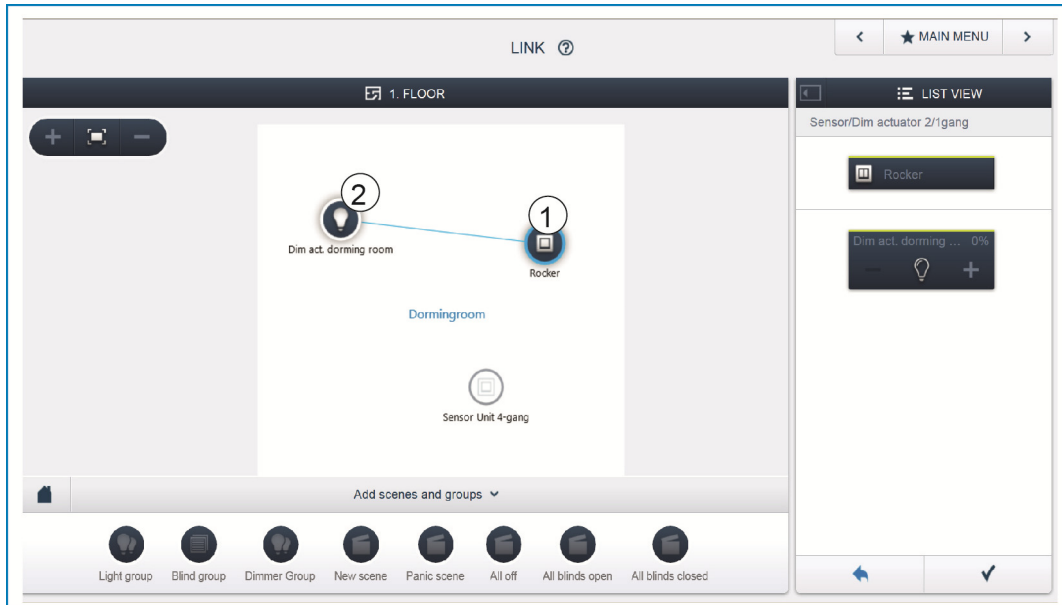 LINK ?
MAIN MENU
1. FLOOR
LIST VIEW
Sensor/Dim actuator 2/1gang
Rocker
2
1
Dim act. dorming room
Rocker
Dim act. dorming ... 0%
Dormingroom
Sensor Unit 4-gang
Add scenes and groups
Light group
Blind group
Dimmer Group
New scene
Panic scene
All off
All blinds open
All blinds closed